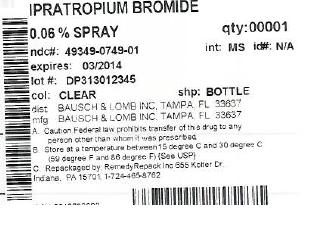 IPRATROPIUM BROMIDE
0.06 % SPRAY qty:00001
ndc#: 49349-0749-01 int: MS id#: N/A
expires: 03/2014
lot #: DP313012345
col: CLEAR shp: BOTTLE
dist BAUSCH & LOMB INC, TAMPA, FL 33637
mfg BAUSCH & LOMB INC, TAMPA, FL 33637
A. Caution Federal law prohibits transfer of this drug to any
person other than whom it was prescribed
B. Store at a temperature between 15 degree C and 30 degree C
(59 degree F and 86 degree F) (See USP)
C. Repackaged by: RemedyRepack Inc 655 Kolter Dr.
Indiana, PA 15701, 1-724-465-8762